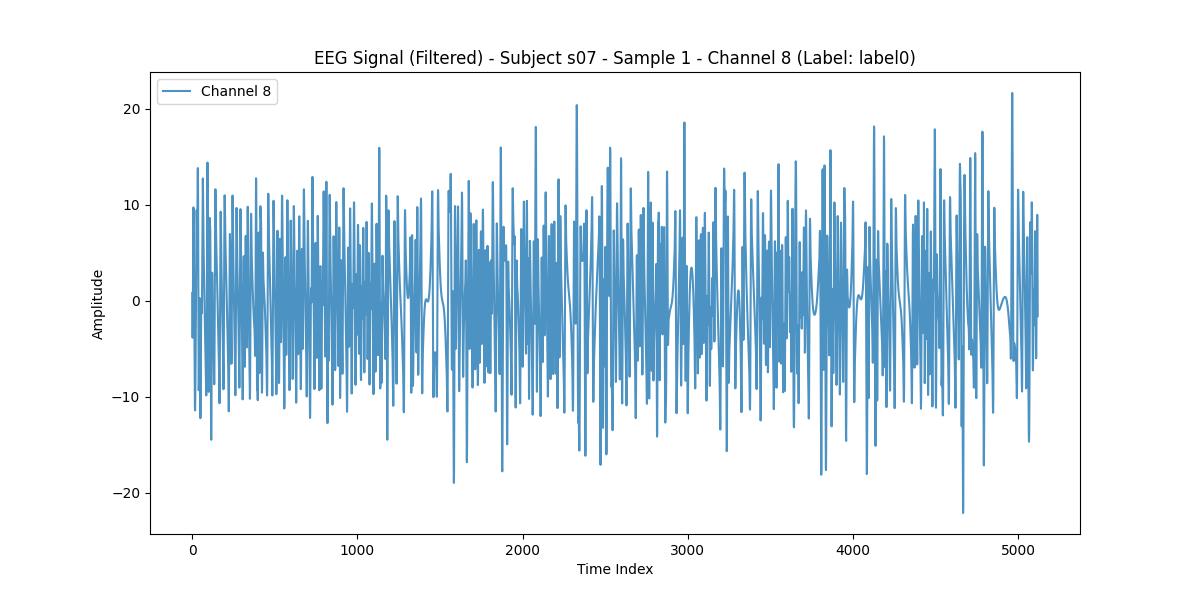 EEG Signal (Filtered) - Subject s07 - Sample 1 - Channel 8 (Label: label0)
Channel 8
20
10
0
−10
−20
Amplitude
0 1000 2000 3000 4000 5000
Time Index